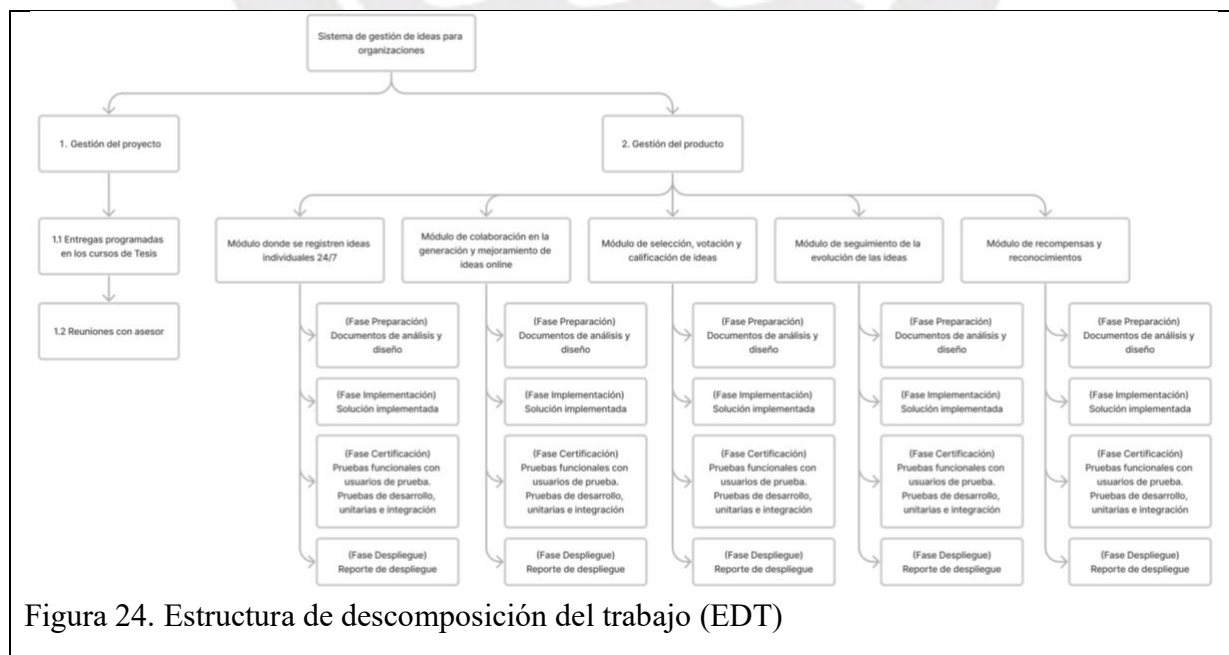 Sistema de gestión de ideas para
organizaciones
1. Gestión del proyecto
2. Gestión del producto
1.1 Entregas programadas
en los cursos de Tesis
1.2 Reuniones con asesor
Módulo donde se registren ideas
individuales 24/7
Módulo de colaboración en la
generación y mejoramiento de
ideas online
Módulo de selección, votación y
calificación de ideas
Módulo de seguimiento de la
evolución de las ideas
Módulo de recompensas y
reconocimientos
(Fase Preparación)
Documentos de análisis y
diseño
(Fase Preparación)
Documentos de análisis y
diseño
(Fase Preparación)
Documentos de análisis y
diseño
(Fase Preparación)
Documentos de análisis y
diseño
(Fase Preparación)
Documentos de análisis y
diseño
(Fase Implementación)
Solución implementada
(Fase Implementación)
Solución implementada
(Fase Implementación)
Solución implementada
(Fase Implementación)
Solución implementada
(Fase Implementación)
Solución implementada
(Fase Certificación)
Pruebas funcionales con
usuarios de prueba.
Pruebas de desarrollo,
unitarias e integración
(Fase Certificación)
Pruebas funcionales con
usuarios de prueba.
Pruebas de desarrollo,
unitarias e integración
(Fase Certificación)
Pruebas funcionales con
usuarios de prueba.
Pruebas de desarrollo,
unitarias e integración
(Fase Certificación)
Pruebas funcionales con
usuarios de prueba.
Pruebas de desarrollo,
unitarias e integración
(Fase Certificación)
Pruebas funcionales con
usuarios de prueba.
Pruebas de desarrollo,
unitarias e integración
(Fase Despliegue)
Reporte de despliegue
(Fase Despliegue)
Reporte de despliegue
(Fase Despliegue)
Reporte de despliegue
(Fase Despliegue)
Reporte de despliegue
(Fase Despliegue)
Reporte de despliegue
Figura 24. Estructura de descomposición del trabajo (EDT)